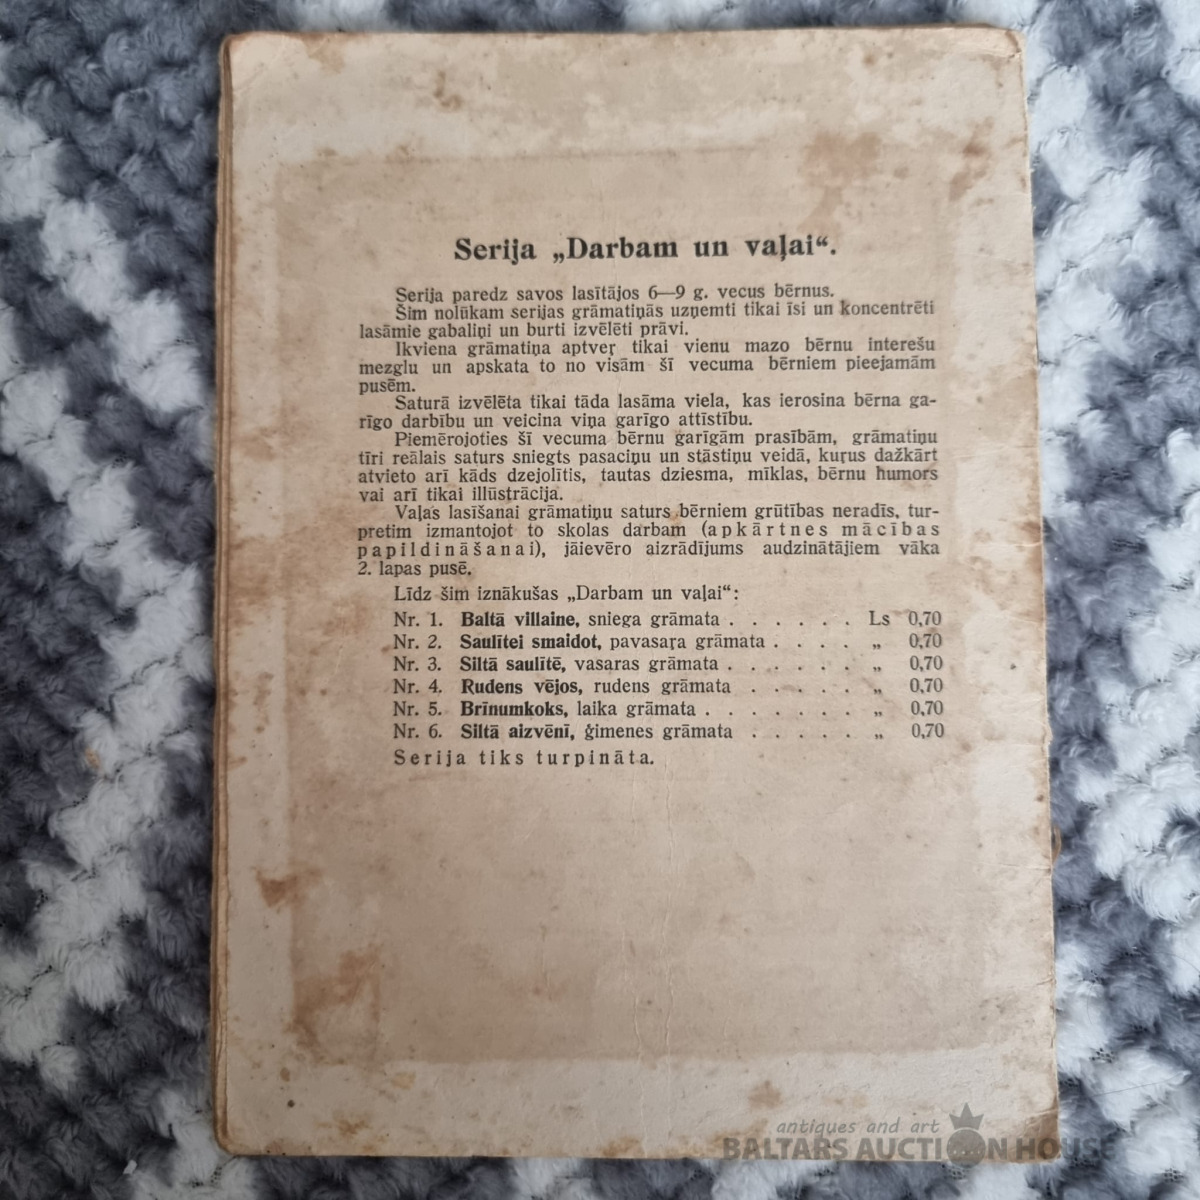 Serija „Darbam un vaļai“.
Serija paredz savos lasītājos 6—9 g. vecus bērnus.
Šim nolūkam serijas grāmatiņās uzņemti tikai īsi un koncentrēti
lasāmie gabaliņi un burti izvēlēti prāvi.
Ikviena grāmatiņa aptveŗ tikai vienu mazo bērnu interešu
mezglu un apskata to no visām šī vecuma bērniem pieejamām
pusēm.
Saturā izvēlēta tikai tāda lasāma viela, kas ierosina bērna ga-
rīgo darbību un veicina viņa garīgo attīstību.
Piemērojoties šī vecuma bērnu garīgām prasībām, grāmatiņu
tīri reālais saturs sniegts pasaciņu un stāstiņu veidā, kuŗus dažkārt
atvieto arī kāds dzejolītis, tautas dziesma, mīklas, bērnu humors
vai arī tikai illūstrācija.
Vaļas lasīšanai grāmatiņu saturs bērniem grūtības neradīs, tur-
pretim izmantojot to skolas darbam (apkārtnes mācības
papildināšanai), jāievēro aizrādījums audzinātājiem vāka
2. lapas pusē.
Līdz šim iznākušas „Darbam un vaļai“:
Nr. 1. Baltā villaine, sniega grāmata . . . . . . Ls 0,70
Nr. 2. Saulītei smaidot, pavasaŗa grāmata . . . . „ 0,70
Nr. 3. Siltā saulītē, vasaras grāmata . . . . . . „ 0,70
Nr. 4. Rudens vējos, rudens grāmata . . . . . „ 0,70
Nr. 5. Brīnumkoks, laika grāmata . . . . . . . „ 0,70
Nr. 6. Siltā aizvēnī, ģimenes grāmata . . . . . „ 0,70
Serija tiks turpināta.
antiques and art
BALTARS AUCTION HOUSE